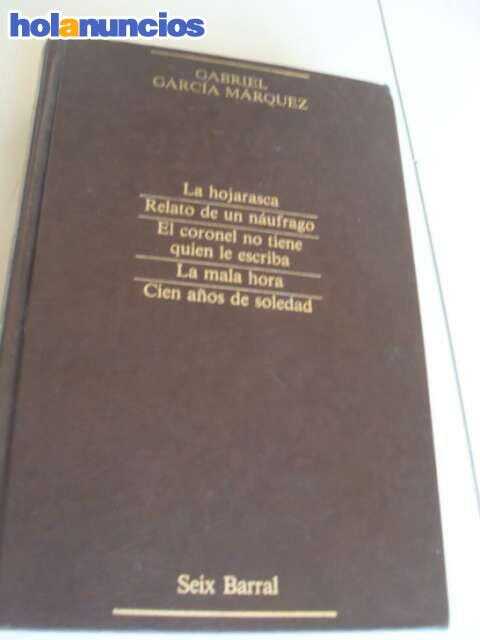 holanuncios
GABRIEL
GARCÍA MÁRQUEZ
La hojarasca
Relato de un náufrago
El coronel no tiene
quien le escriba
La mala hora
Cien años de soledad
Seix Barral